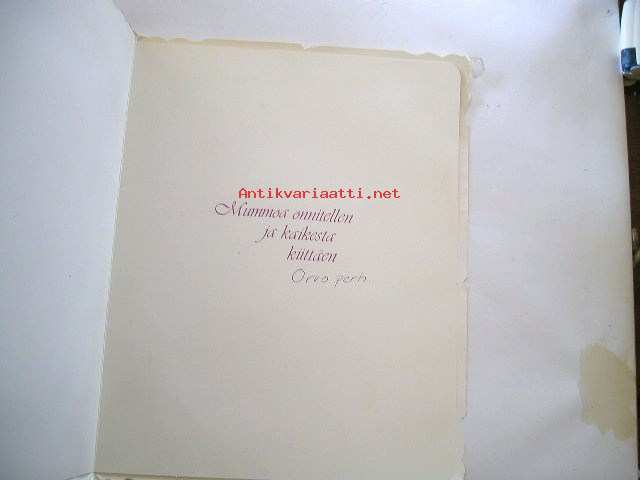 Antikvariaatti.net
Mummoa onnitellen
ja kaikesta
kiittäen
Orvo perh